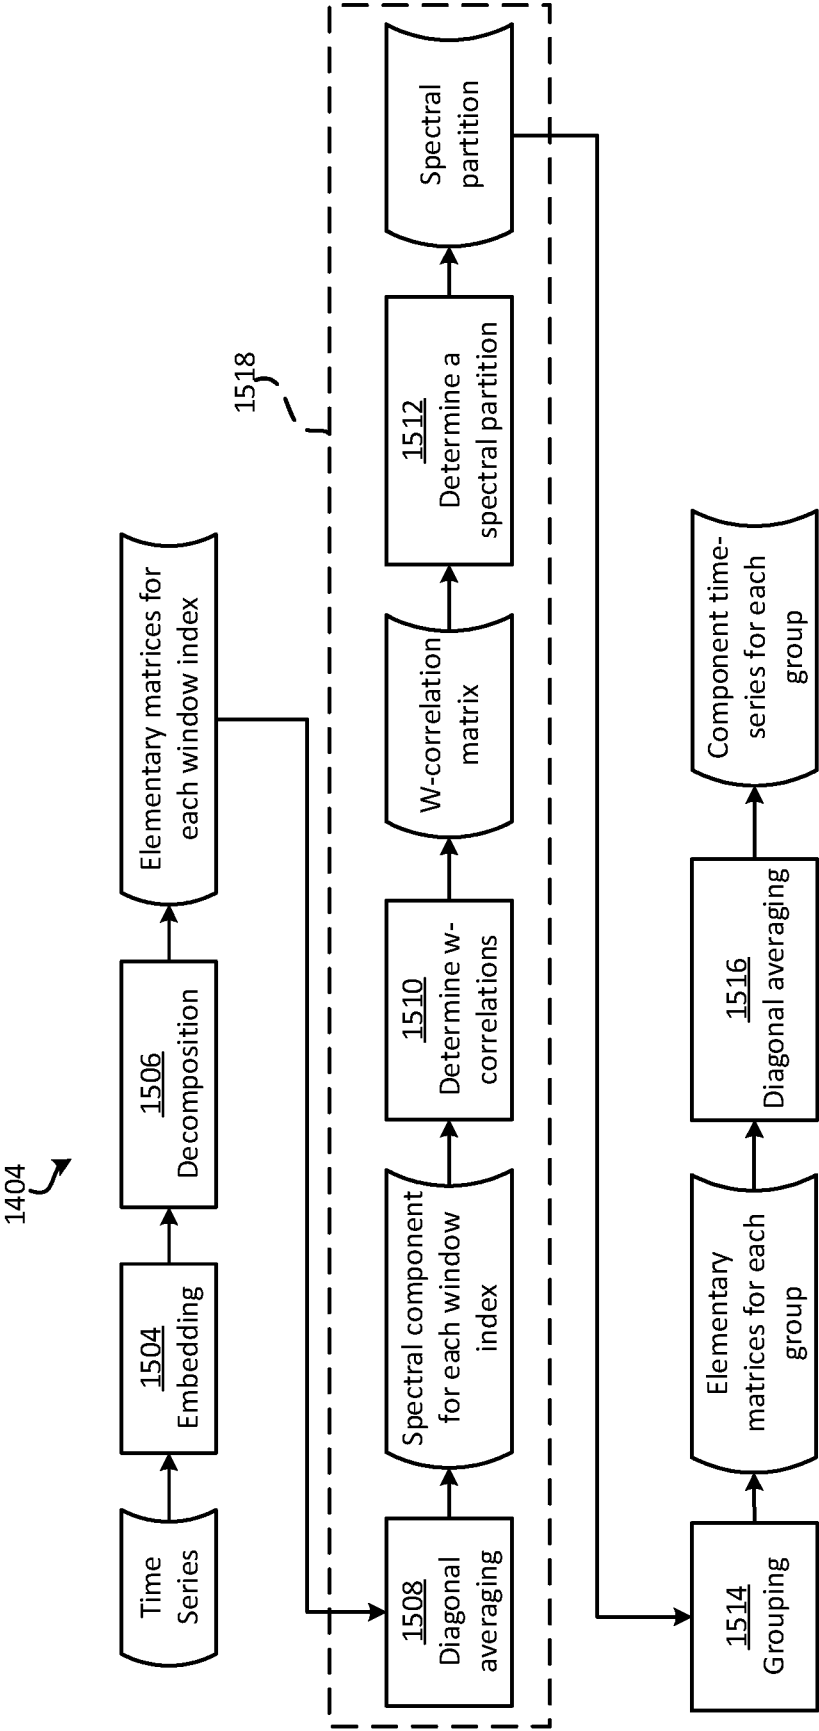 1404
Time
Series
1504
Embedding
1506
Decomposition
Elementary matrices for
each window index
1518
1508
Diagonal
averaging
Spectral component
for each window
index
1510
Determine w-
correlations
W-correlation
matrix
1512
Determine a
spectral partition
Spectral
partition
1514
Grouping
Elementary
matrices for each
group
1516
Diagonal averaging
Component time-
series for each
group